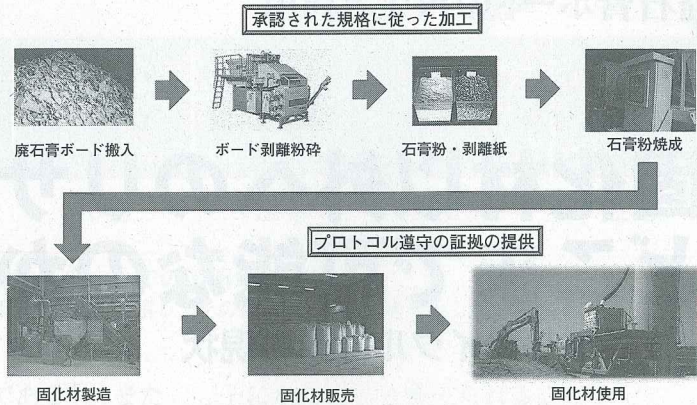 承認された規格に従った加工
廃石膏ボード搬入
ボード剥離粉砕
石膏粉・剥離紙
石膏粉焼成
プロトコル遵守の証拠の提供
固化材製造
固化材販売
固化材使用